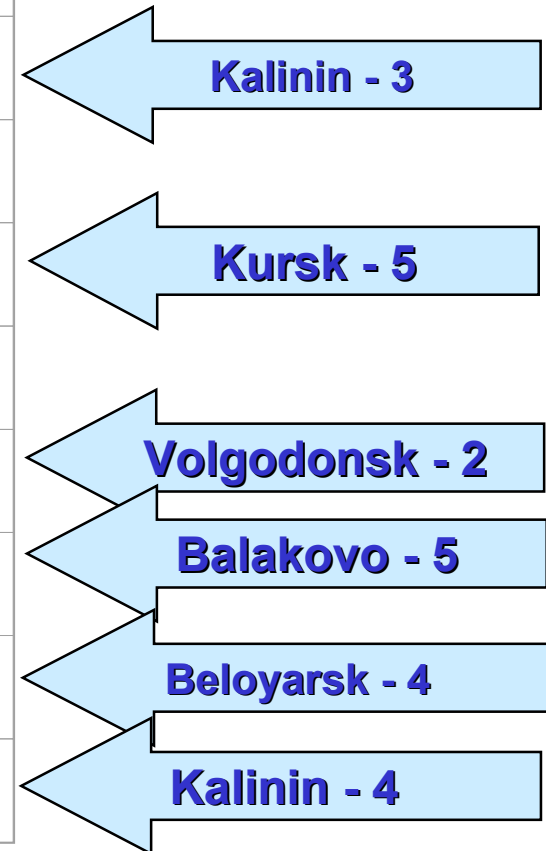 Kalinin - 3
Kursk - 5
Volgodonsk - 2
Balakovo - 5
Beloyarsk - 4
Kalinin - 4